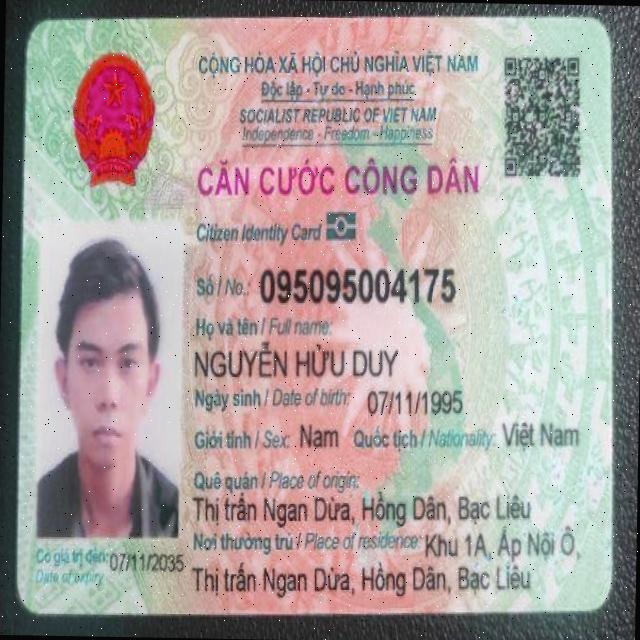 CỘNG HÒA XÃ HỘI CHỦ NGHĨA VIỆT NAM
Độc lập - Tự do - Hạnh phúc
SOCIALIST REPUBLIC OF VIET NAM
Independence - Freedom - Happiness
CĂN CƯỚC CÔNG DÂN
Citizen Identity Card
Số / No.: 095095004175
Họ và tên / Full name:
NGUYỄN HỮU DUY
Ngày sinh / Date of birth: 07/11/1995
Giới tính / Sex: Nam Quốc tịch / Nationality: Việt Nam
Quê quán / Place of origin:
Thị trấn Ngan Dừa, Hồng Dân, Bạc Liêu
Nơi thường trú / Place of residence: Khu 1A, Ấp Nội Ô,
Thị trấn Ngan Dừa, Hồng Dân, Bạc Liêu
Có giá trị đến: 07/11/2035
Date of expiry